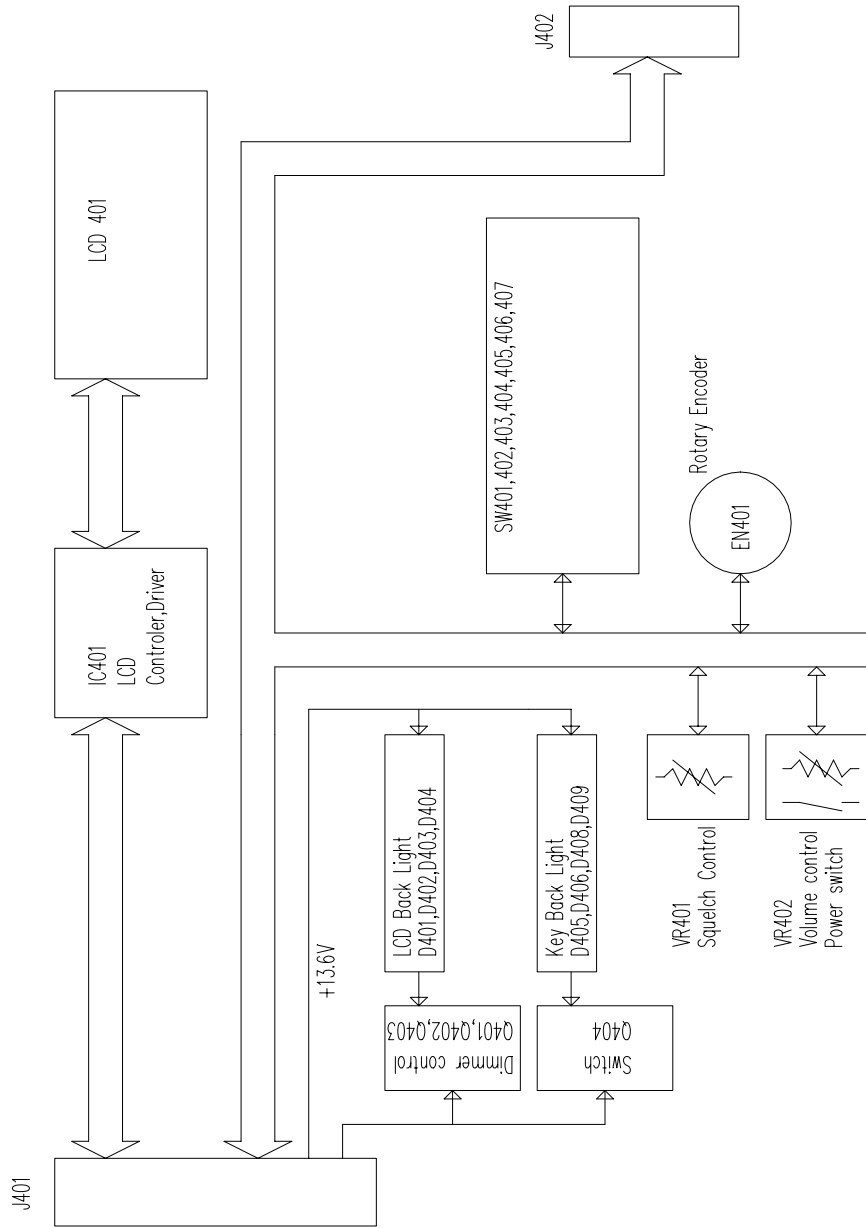 J401
IC401
LCD
Controler,Driver
LCD 401
J402
+13.6V
LCD Back Light
D401,D402,D403,D404
Dimmer control
Q401,Q402,Q403
Key Back Light
D405,D406,D408,D409
Switch
Q404
SW401,402,403,404,405,406,407
Rotary Encoder
EN401
VR401
Squelch Control
VR402
Volume control
Power switch